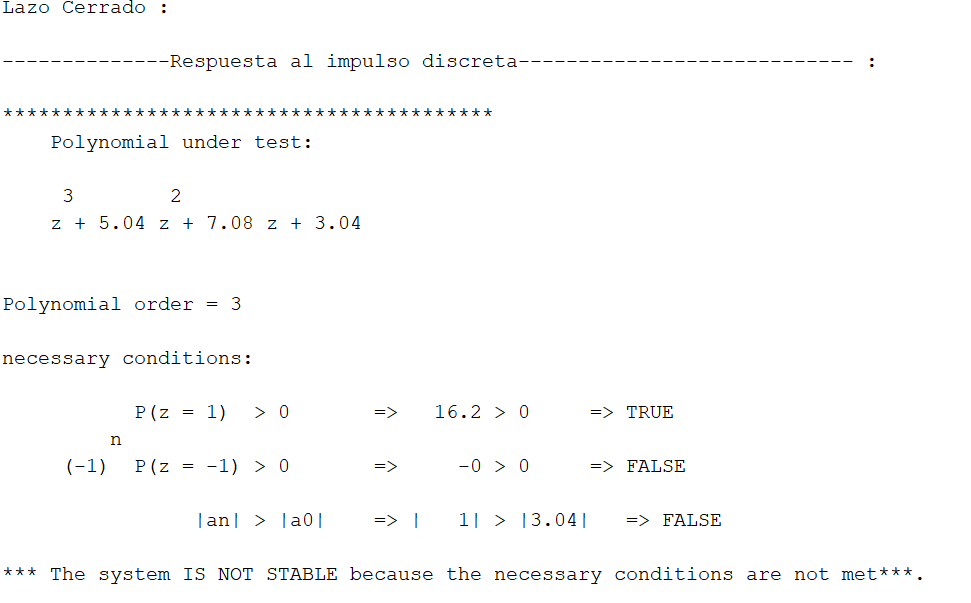 Lazo Cerrado :
--------------Respuesta al impulso discreta---------------------------- :
*****************************************
Polynomial under test:
3 2
z + 5.04 z + 7.08 z + 3.04
Polynomial order = 3
necessary conditions:
P(z = 1) > 0 => 16.2 > 0 => TRUE
n
(-1) P(z = -1) > 0 => -0 > 0 => FALSE
|an| > |a0| => | 1| > |3.04| => FALSE
*** The system IS NOT STABLE because the necessary conditions are not met***.